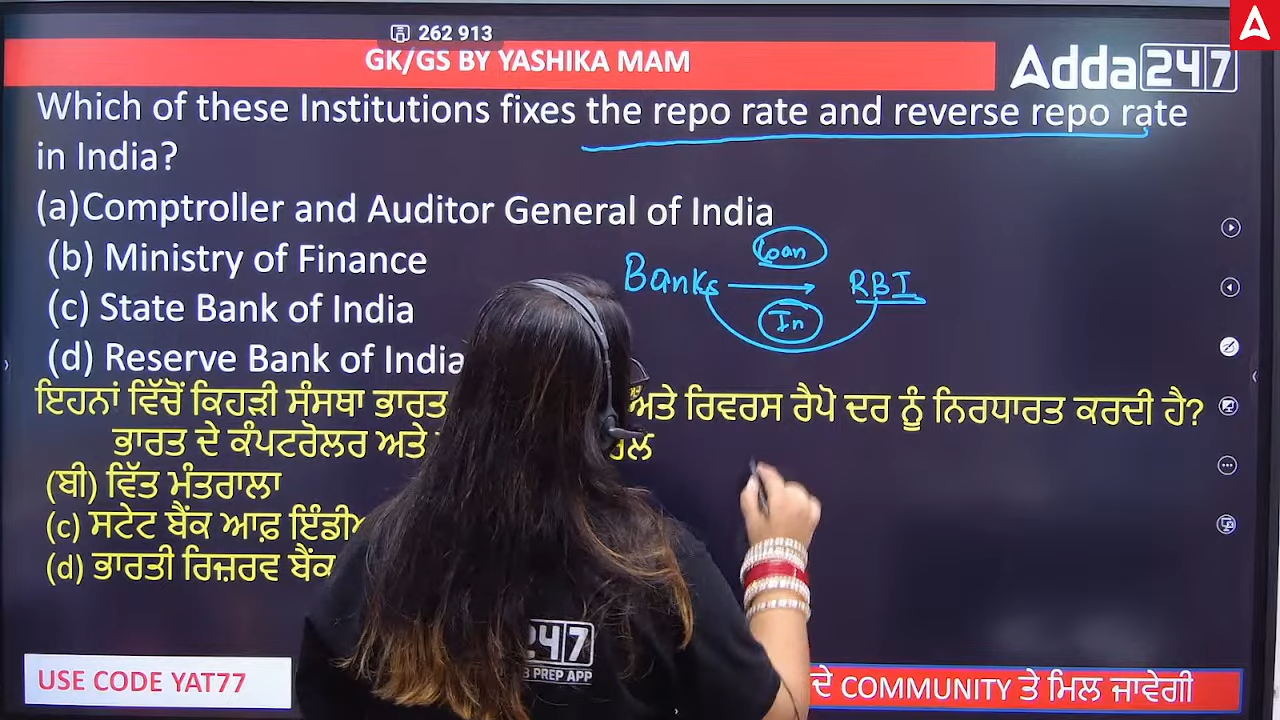 262 913
GK/GS BY YASHIKA MAM
Adda247
Which of these Institutions fixes the repo rate and reverse repo rate
in India?
(a)Comptroller and Auditor General of India
(b) Ministry of Finance
(c) State Bank of India
(d) Reserve Bank of India
Loan
Banks RBI
In
ਇਹਨਾਂ ਵਿੱਚੋਂ ਕਿਹੜੀ ਸੰਸਥਾ ਭਾਰਤ ਅਤੇ ਰਿਵਰਸ ਰੈਪੋ ਦਰ ਨੂੰ ਨਿਰਧਾਰਤ ਕਰਦੀ ਹੈ?
ਭਾਰਤ ਦੇ ਕੰਪਟਰੋਲਰ ਅਤੇ
(ਬੀ) ਵਿੱਤ ਮੰਤਰਾਲਾ
(c) ਸਟੇਟ ਬੈਂਕ ਆਫ਼
(d) ਭਾਰਤੀ ਰਿਜ਼ਰਵ ਬੈਂਕ
247
PREP APP
USE CODE YAT77
ਦੇ COMMUNITY ਤੇ ਮਿਲ ਜਾਵੇਗੀ